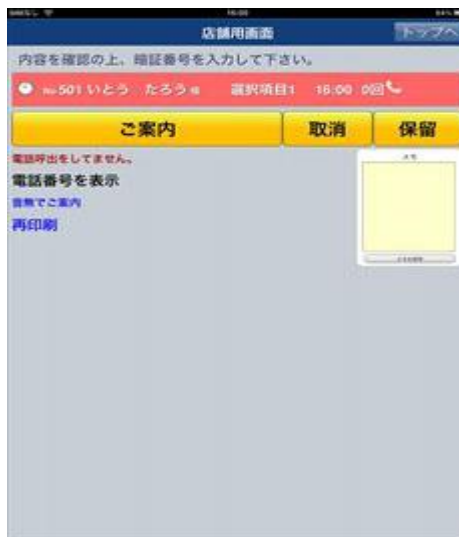 16:00
店舗用画面
トップへ
内容を確認の上、暗証番号を入力して下さい。
No 501 いとう たろう 様 選択項目1 16:00 0回
ご案内 取消 保留
電話呼出をしてません。
メモ
電話番号を表示
音無でご案内
再印刷